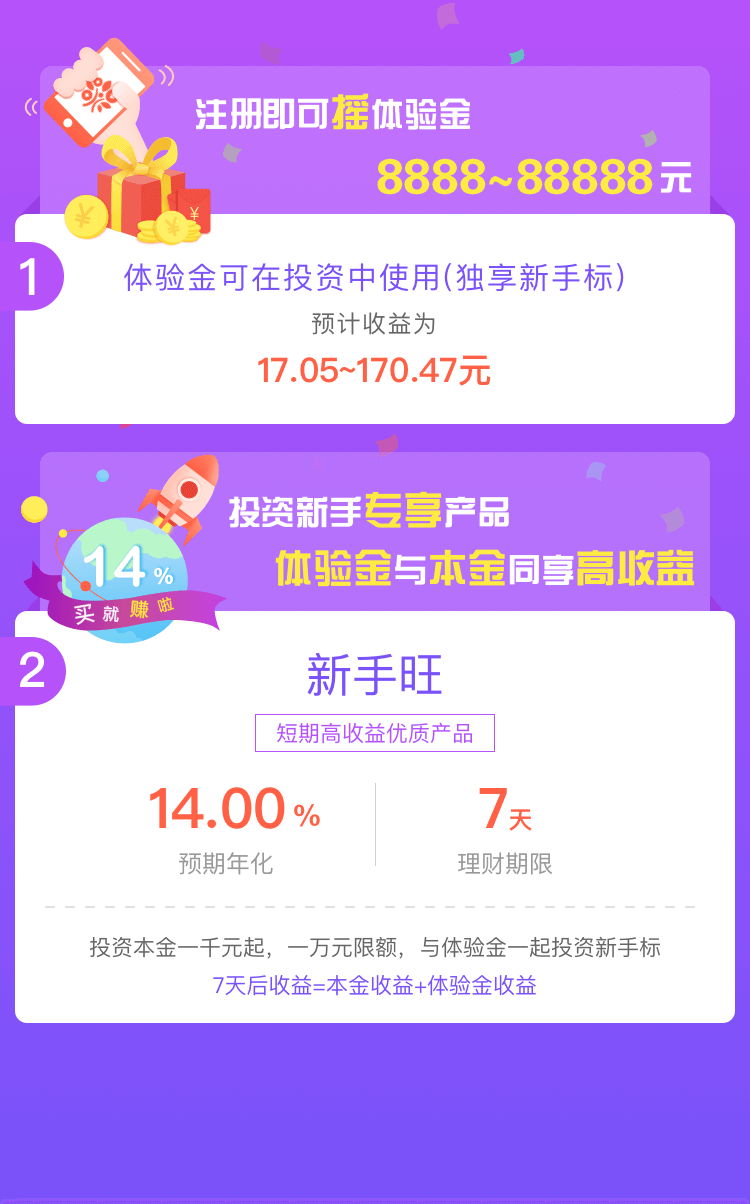 注册即可摇体验金
8888~88888元
1
体验金可在投资中使用(独享新手标)
预计收益为
17.05~170.47元
投资新手专享产品
体验金与本金同享高收益
14%
买就赚啦
2
新手旺
短期高收益优质产品
14.00% 7天
预期年化 理财期限
投资本金一千元起，一万元限额，与体验金一起投资新手标
7天后收益=本金收益+体验金收益